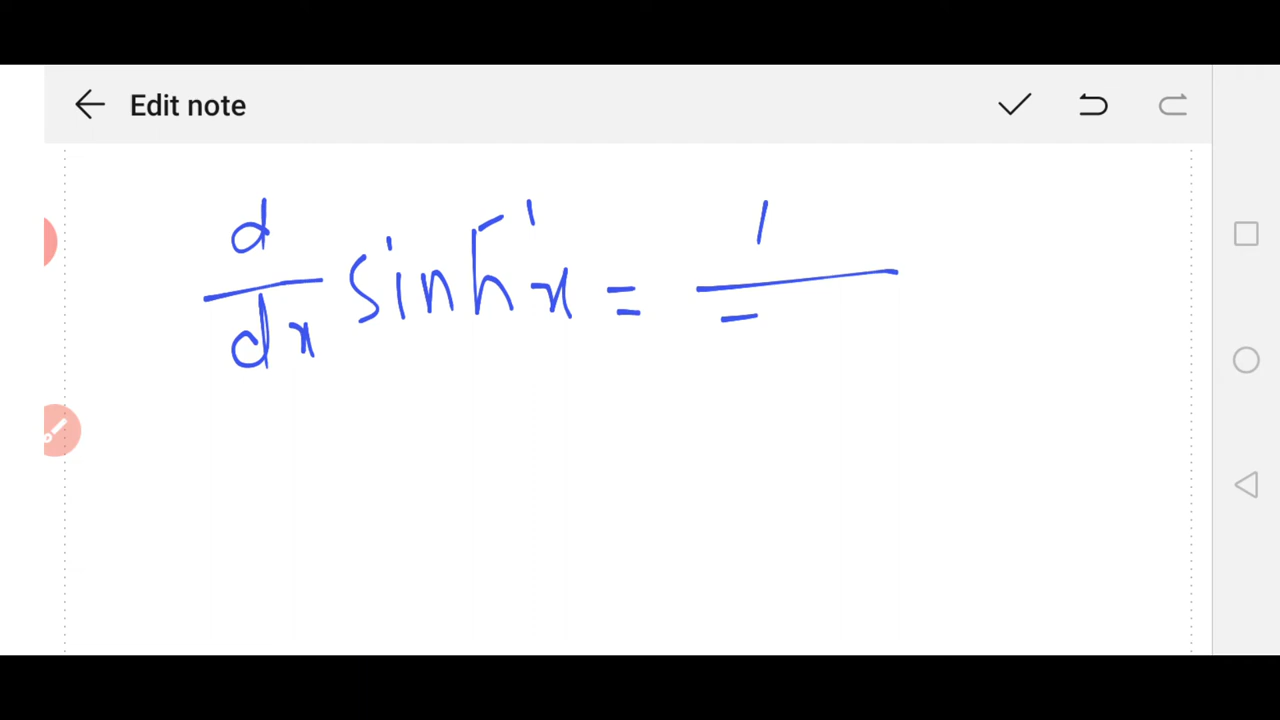 Edit note
d/dx sinh⁻¹x = 1/-